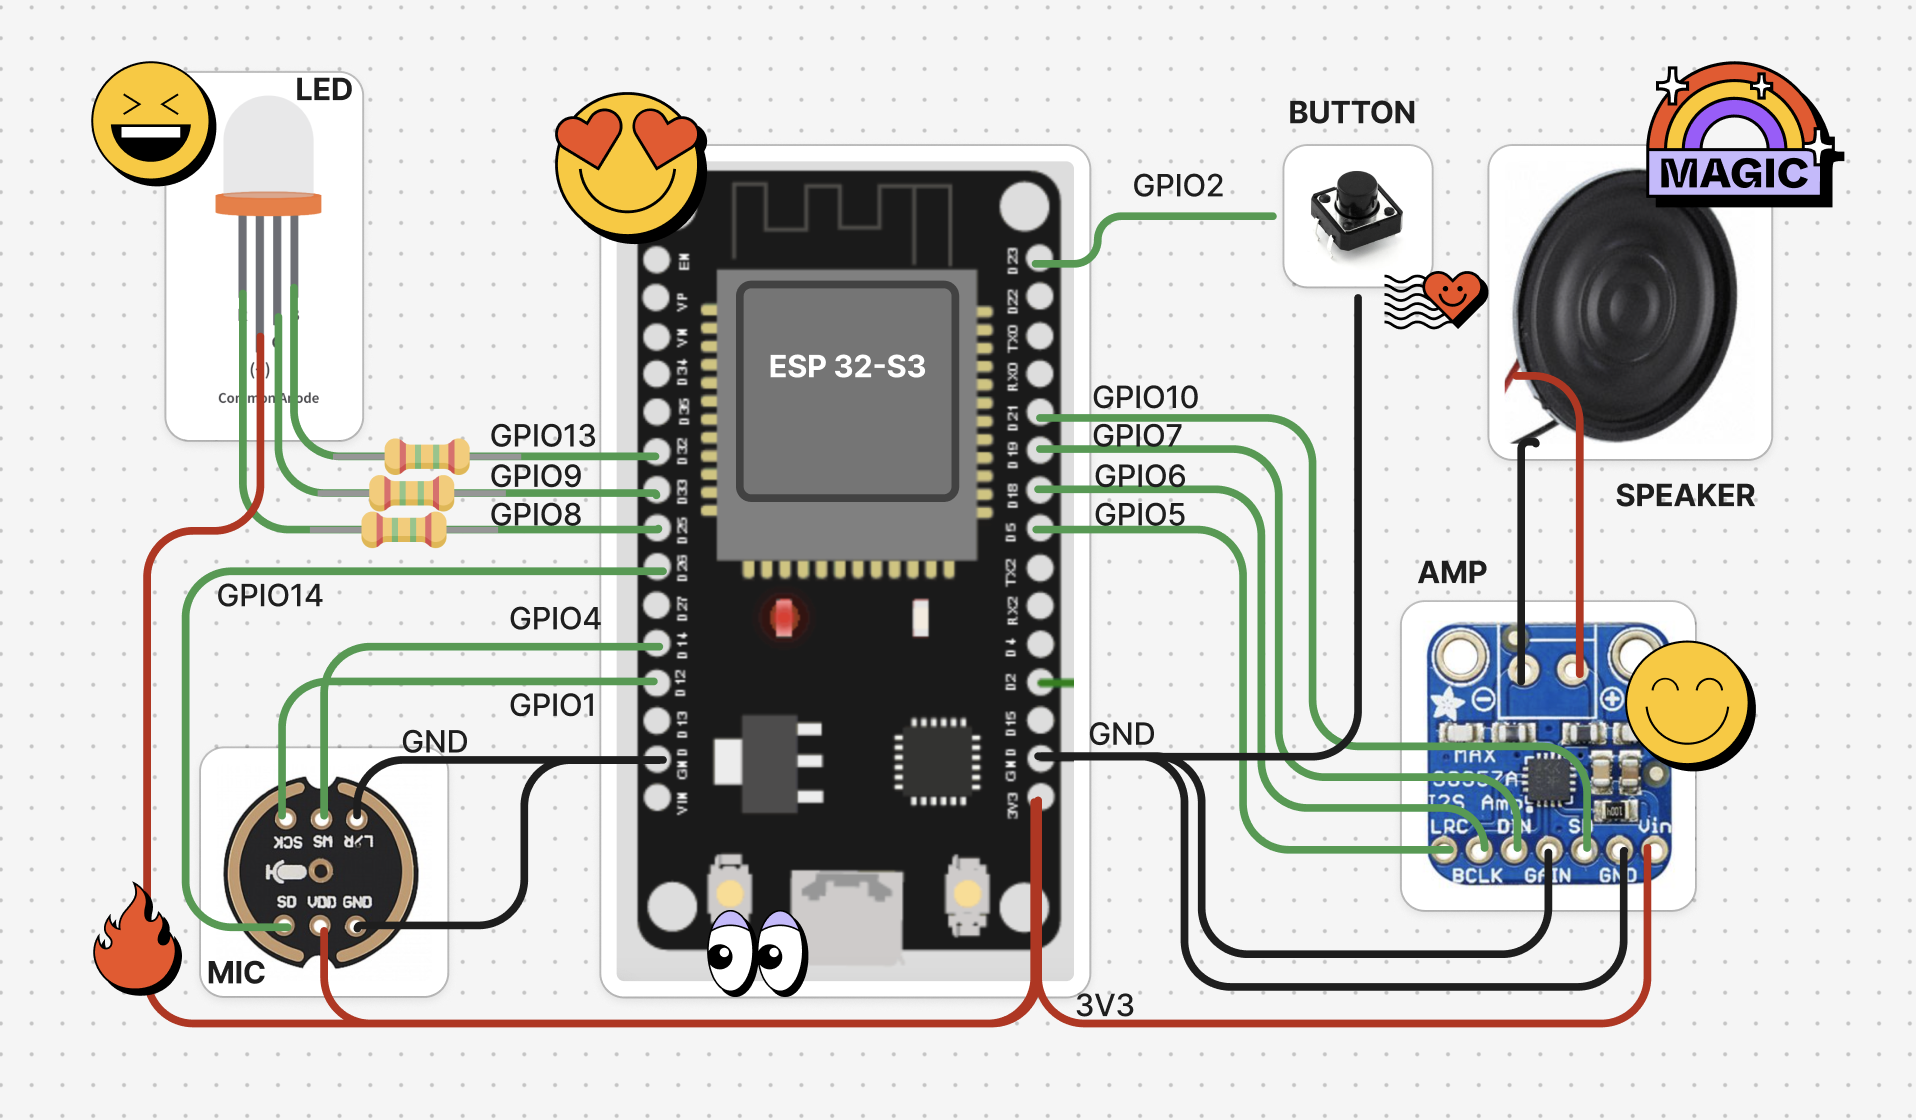 LED
BUTTON
MAGIC
GPIO2
EN
VP
VN
D34
D35
D32
D33
D25
D26
D27
D14
D12
D13
GND
VIN
D23
D22
TX0
RX0
D21
D19
D18
D5
TX2
RX2
D4
D2
D15
GND
3V3
ESP 32-S3
Common Anode
GPIO13
GPIO9
GPIO8
GPIO14
GPIO4
GPIO1
GND
GPIO10
GPIO7
GPIO6
GPIO5
GND
3V3
SPEAKER
AMP
MAX
98357A
I2S Amp
LRC DIN SD Vin
BCLK GAIN GND
SCK WS L/R
SD VDD GND
MIC